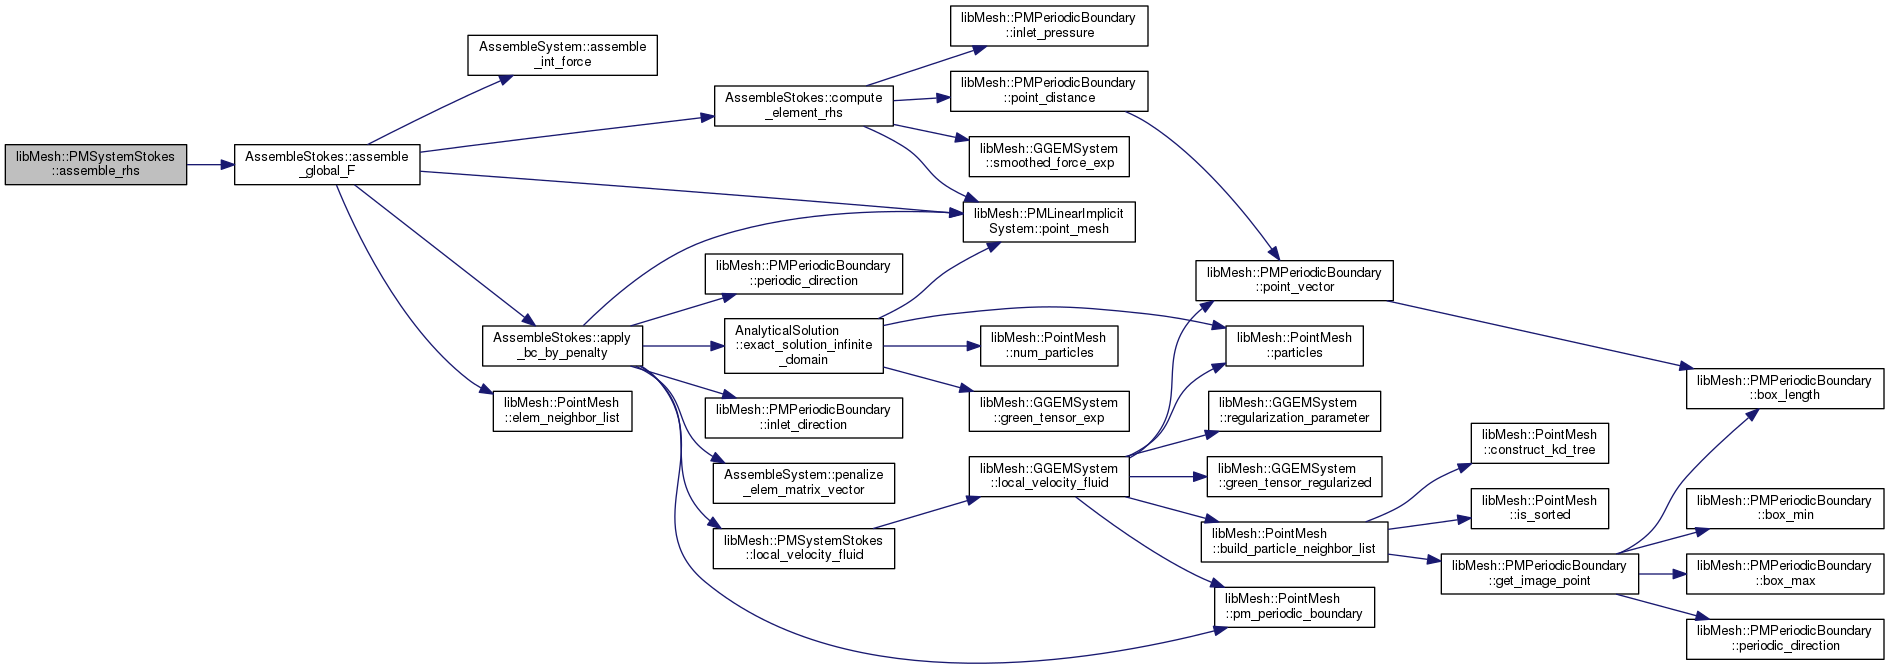 libMesh::PMSystemStokes
::assemble_rhs
AssembleStokes::assemble
_global_F
AssembleSystem::assemble
_int_force
AssembleStokes::compute
_element_rhs
libMesh::PMPeriodicBoundary
::inlet_pressure
libMesh::PMPeriodicBoundary
::point_distance
libMesh::GGEMSystem
::smoothed_force_exp
libMesh::PMLinearImplicit
System::point_mesh
libMesh::PMPeriodicBoundary
::periodic_direction
AssembleStokes::apply
_bc_by_penalty
AnalyticalSolution
::exact_solution_infinite
_domain
libMesh::PointMesh
::elem_neighbor_list
libMesh::PMPeriodicBoundary
::inlet_direction
AssembleSystem::penalize
_elem_matrix_vector
libMesh::PMSystemStokes
::local_velocity_fluid
libMesh::PointMesh
::num_particles
libMesh::GGEMSystem
::green_tensor_exp
libMesh::GGEMSystem
::local_velocity_fluid
libMesh::PMPeriodicBoundary
::point_vector
libMesh::PointMesh
::particles
libMesh::GGEMSystem
::regularization_parameter
libMesh::GGEMSystem
::green_tensor_regularized
libMesh::PointMesh
::build_particle_neighbor_list
libMesh::PointMesh
::pm_periodic_boundary
libMesh::PointMesh
::construct_kd_tree
libMesh::PointMesh
::is_sorted
libMesh::PMPeriodicBoundary
::get_image_point
libMesh::PMPeriodicBoundary
::box_length
libMesh::PMPeriodicBoundary
::box_min
libMesh::PMPeriodicBoundary
::box_max
libMesh::PMPeriodicBoundary
::periodic_direction